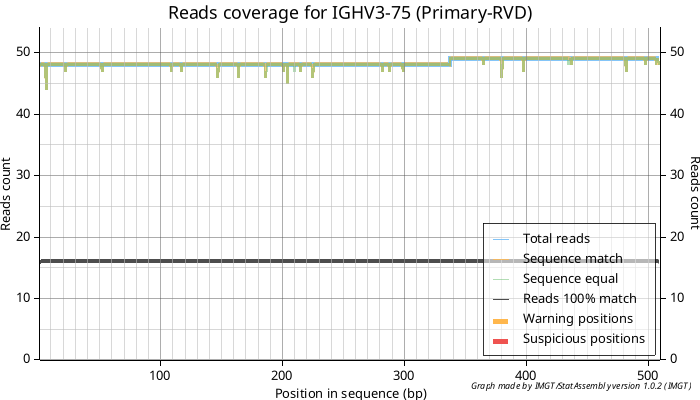 Reads coverage for IGHV3-75 (Primary-RVD)
50 50
40 40
30 30
20 20
10 10
0 0
Reads count
Reads count
Total reads
Sequence match
Sequence equal
Reads 100% match
Warning positions
Suspicious positions
100 200 300 400 500
Position in sequence (bp)
Graph made by IMGT/StatAssembly version 1.0.2 (IMGT)